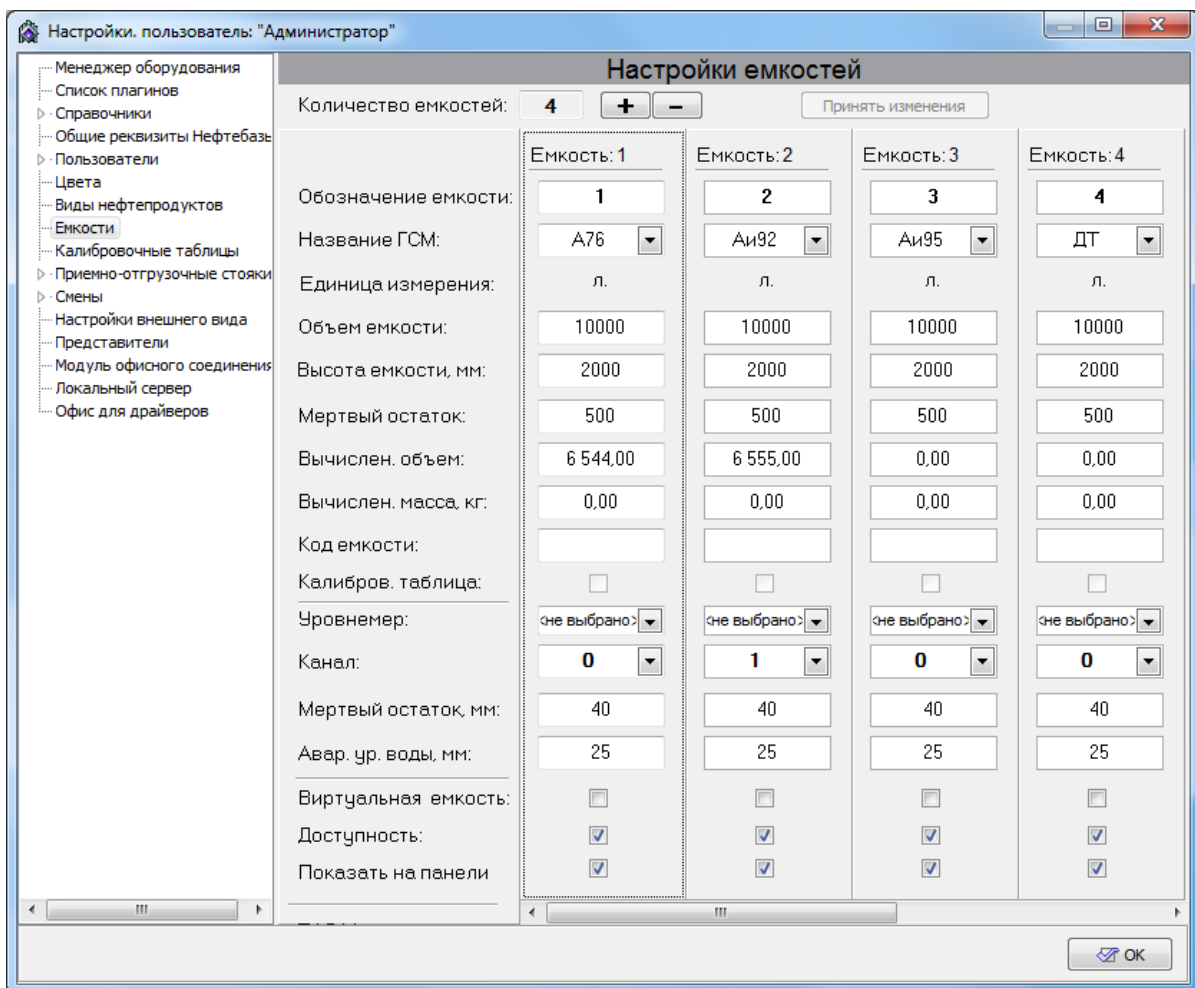 Настройки. пользователь: "Администратор"
Менеджер оборудования
Список плагинов
Справочники
Общие реквизиты Нефтебазы
Пользователи
Цвета
Виды нефтепродуктов
Емкости
Калибровочные таблицы
Приемно-отгрузочные стояки
Смены
Настройки внешнего вида
Представители
Модуль офисного соединения
Локальный сервер
Офис для драйверов
Настройки емкостей
Количество емкостей: 4 + − Принять изменения
Емкость: 1 Емкость: 2 Емкость: 3 Емкость: 4
Обозначение емкости: 1 2 3 4
Название ГСМ: А76 Аи92 Аи95 ДТ
Единица измерения: л. л. л. л.
Объем емкости: 10000 10000 10000 10000
Высота емкости, мм: 2000 2000 2000 2000
Мертвый остаток: 500 500 500 500
Вычислен. объем: 6 544,00 6 555,00 0,00 0,00
Вычислен. масса, кг: 0,00 0,00 0,00 0,00
Код емкости:
Калибров. таблица:
Уровнемер: <не выбрано> <не выбрано> <не выбрано> <не выбрано>
Канал: 0 1 0 0
Мертвый остаток, мм: 40 40 40 40
Авар. ур. воды, мм: 25 25 25 25
Виртуальная емкость:
Доступность:
Показать на панели
OK